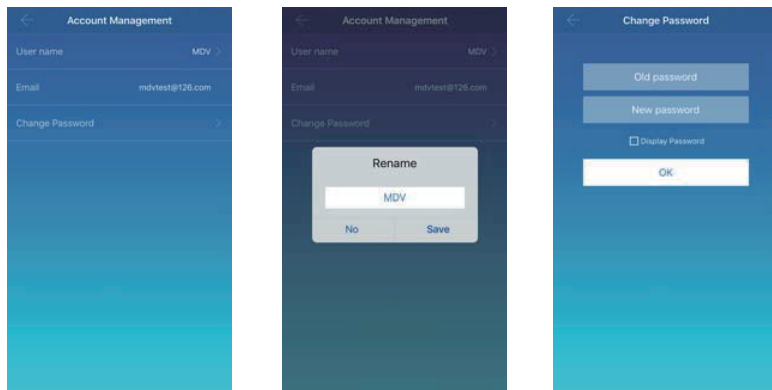 Account Management
User name MDV
Email mdvtest@126.com
Change Password
Account Management
User name MDV
Email mdvtest@126.com
Change Password
Rename
MDV
No Save
Change Password
Old password
New password
Display Password
OK